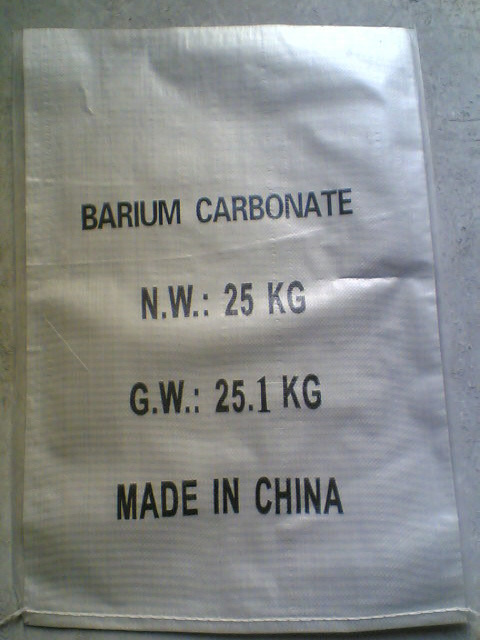 BARIUM CARBONATE
N.W.: 25 KG
G.W.: 25.1 KG
MADE IN CHINA